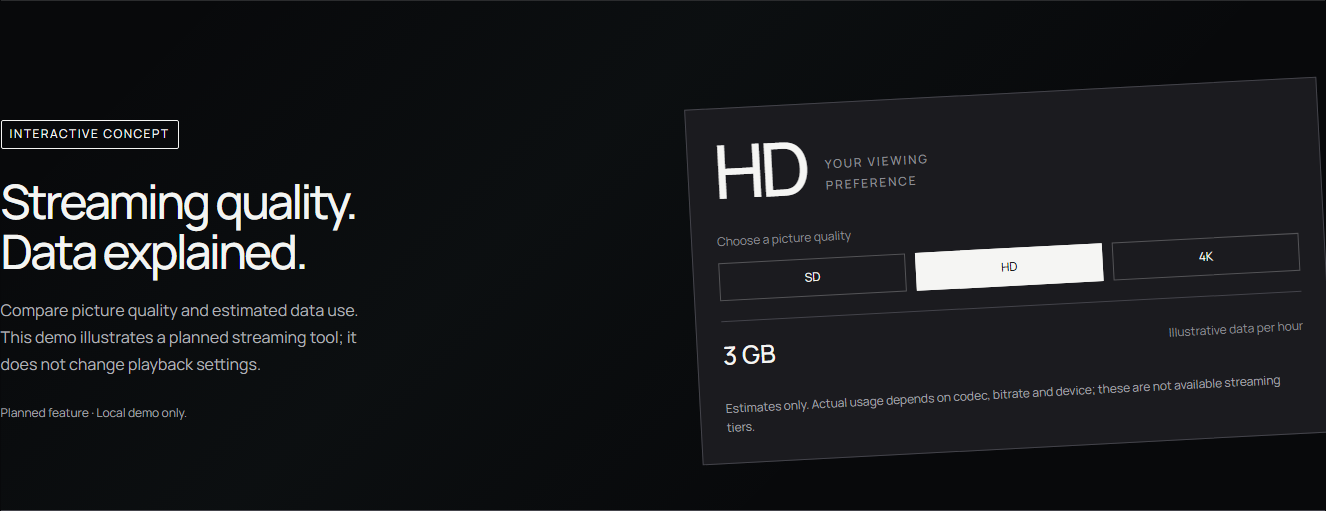 INTERACTIVE CONCEPT
Streaming quality.
Data explained.
Compare picture quality and estimated data use.
This demo illustrates a planned streaming tool; it
does not change playback settings.
Planned feature · Local demo only.
HD
YOUR VIEWING
PREFERENCE
Choose a picture quality
SD
HD
4K
3 GB
Illustrative data per hour
Estimates only. Actual usage depends on codec, bitrate and device; these are not available streaming
tiers.